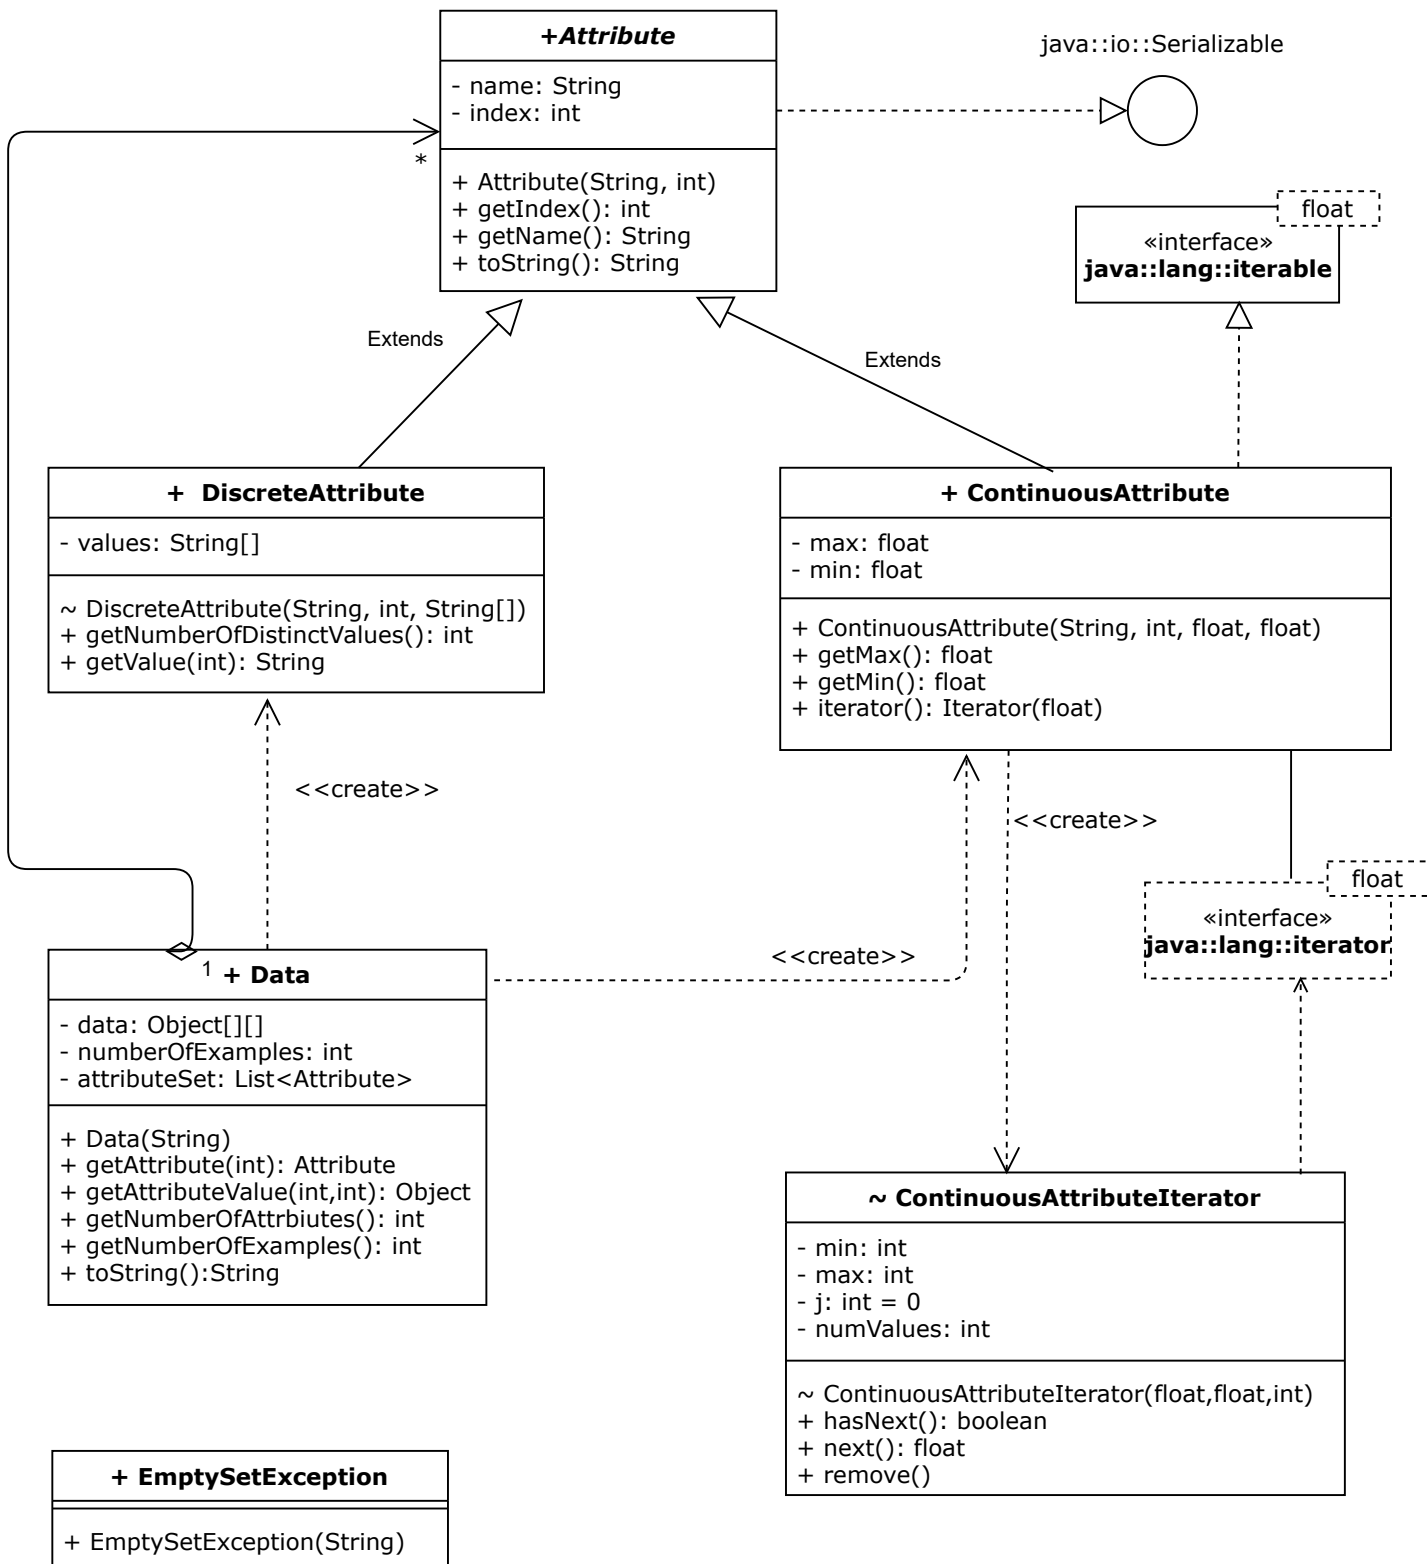 +Attribute
- name: String
- index: int
+ Attribute(String, int)
+ getIndex(): int
+ getName(): String
+ toString(): String
java::io::Serializable
*
float
«interface»
java::lang::iterable
Extends
Extends
+ DiscreteAttribute
- values: String[]
~ DiscreteAttribute(String, int, String[])
+ getNumberOfDistinctValues(): int
+ getValue(int): String
+ ContinuousAttribute
- max: float
- min: float
+ ContinuousAttribute(String, int, float, float)
+ getMax(): float
+ getMin(): float
+ iterator(): Iterator(float)
<<create>>
<<create>>
float
«interface»
java::lang::iterator
<<create>>
1
+ Data
- data: Object[][]
- numberOfExamples: int
- attributeSet: List<Attribute>
+ Data(String)
+ getAttribute(int): Attribute
+ getAttributeValue(int,int): Object
+ getNumberOfAttrbiutes(): int
+ getNumberOfExamples(): int
+ toString():String
~ ContinuousAttributeIterator
- min: int
- max: int
- j: int = 0
- numValues: int
~ ContinuousAttributeIterator(float,float,int)
+ hasNext(): boolean
+ next(): float
+ remove()
+ EmptySetException
+ EmptySetException(String)